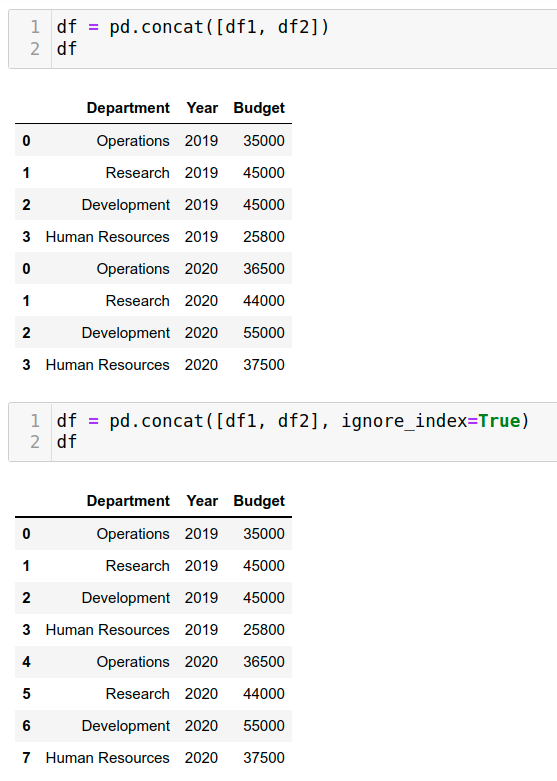 1 df = pd.concat([df1, df2])
2 df
Department Year Budget
0 Operations 2019 35000
1 Research 2019 45000
2 Development 2019 45000
3 Human Resources 2019 25800
0 Operations 2020 36500
1 Research 2020 44000
2 Development 2020 55000
3 Human Resources 2020 37500
1 df = pd.concat([df1, df2], ignore_index=True)
2 df
Department Year Budget
0 Operations 2019 35000
1 Research 2019 45000
2 Development 2019 45000
3 Human Resources 2019 25800
4 Operations 2020 36500
5 Research 2020 44000
6 Development 2020 55000
7 Human Resources 2020 37500